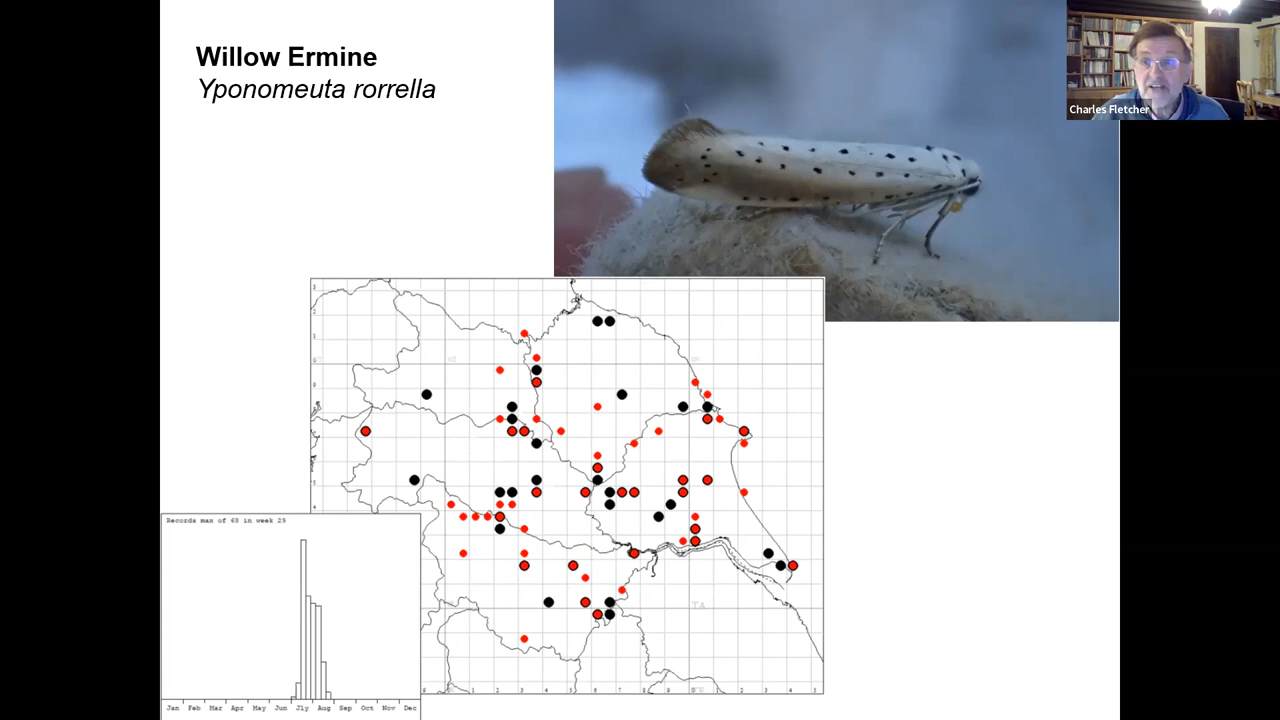 Willow Ermine
Yponomeuta rorrella
Charles Fletcher
Records max of 68 in week 29
Jan Feb Mar Apr May Jun Jly Aug Sep Oct Nov Dec
TA